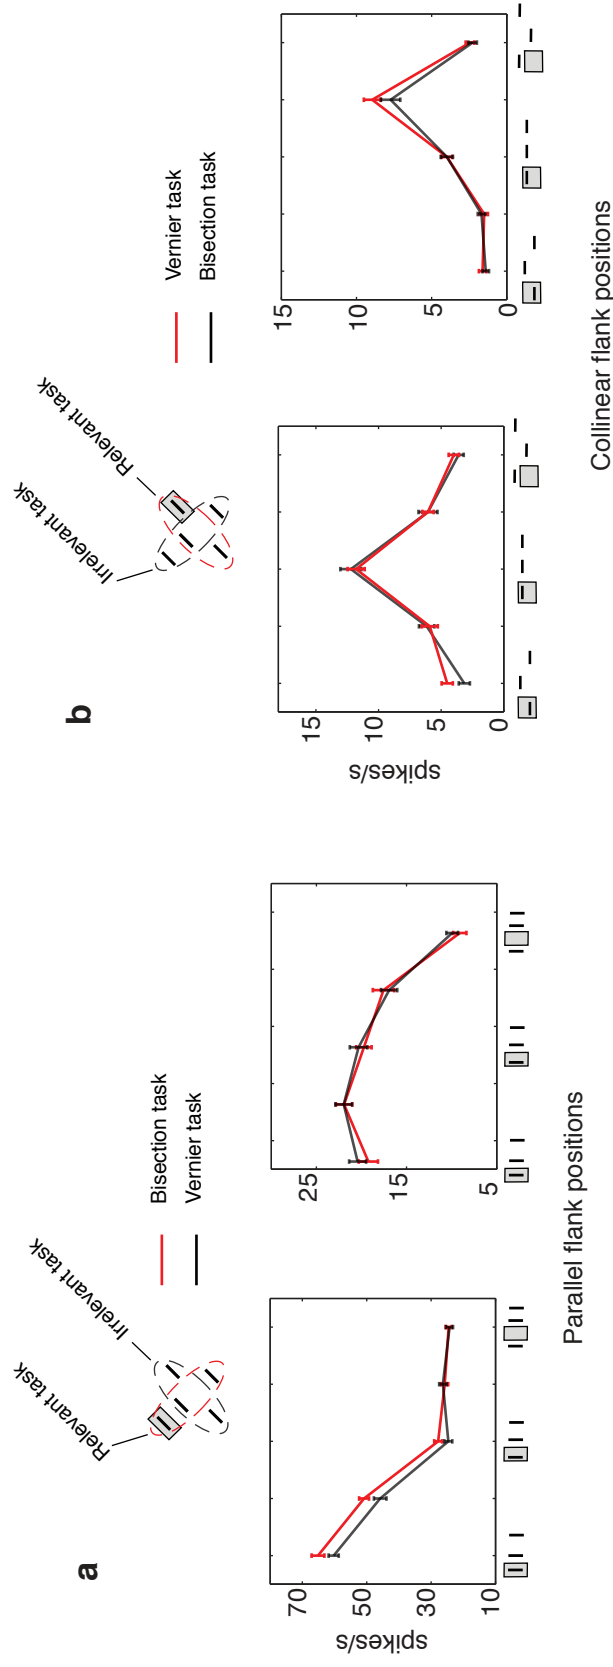 a
Relevant task
Irrelevant task
Bisection task
Vernier task
spikes/s
70
50
30
10
25
15
5
Parallel flank positions
b
Irrelevant task
Relevant task
Vernier task
Bisection task
spikes/s
15
10
5
0
15
10
5
0
Collinear flank positions